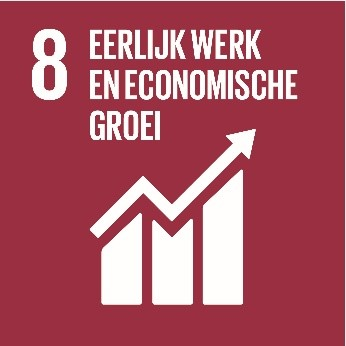 8 EERLIJK WERK
EN ECONOMISCHE
GROEI